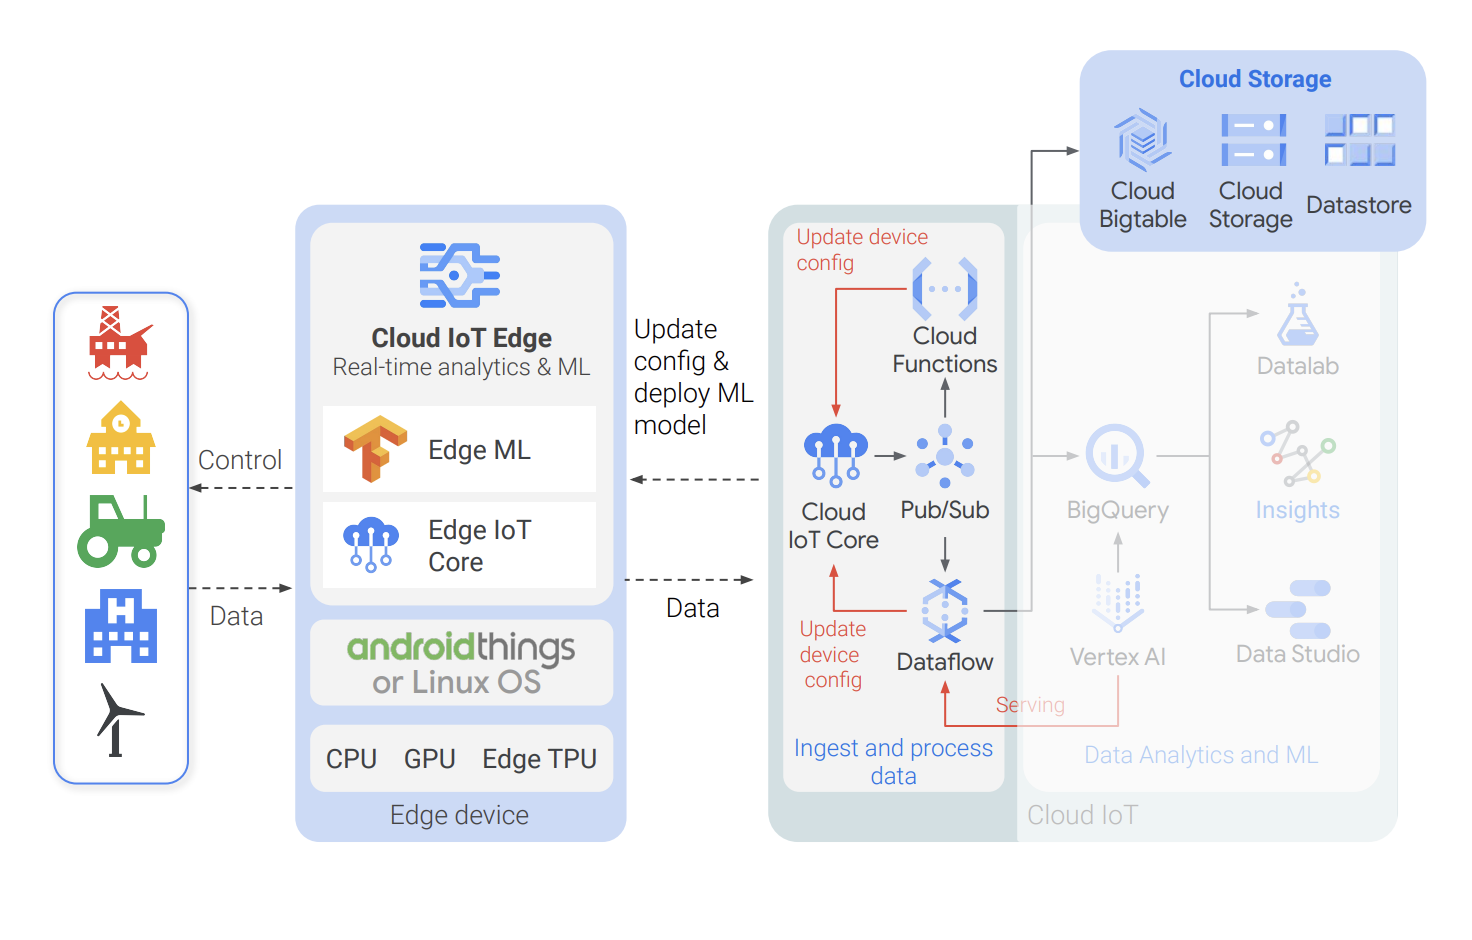 Control
Data
Cloud IoT Edge
Real-time analytics & ML
Edge ML
Edge IoT
Core
androidthings
or Linux OS
CPU GPU Edge TPU
Edge device
Update
config &
deploy ML
model
Data
Update device
config
Cloud
Functions
Cloud
IoT Core
Pub/Sub
Update
device
config
Dataflow
Serving
Ingest and process
data
Cloud Storage
Cloud
Bigtable
Cloud
Storage
Datastore
Datalab
BigQuery
Insights
Vertex AI
Data Studio
Data Analytics and ML
Cloud IoT